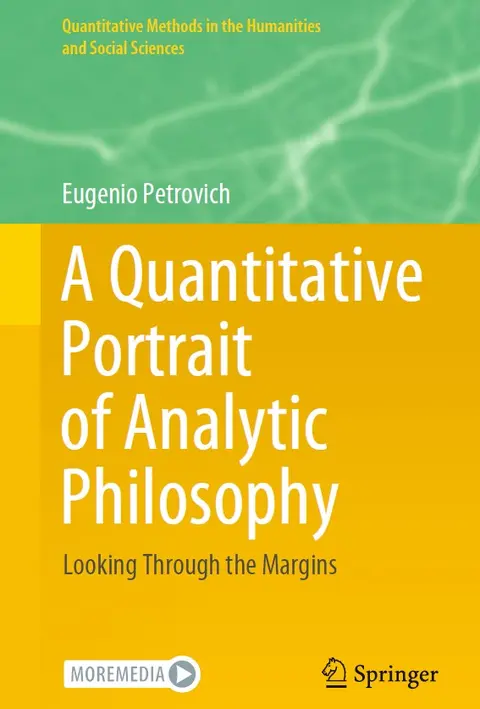 Quantitative Methods in the Humanities
and Social Sciences
Eugenio Petrovich
A Quantitative
Portrait
of Analytic
Philosophy
Looking Through the Margins
MOREMEDIA
Springer